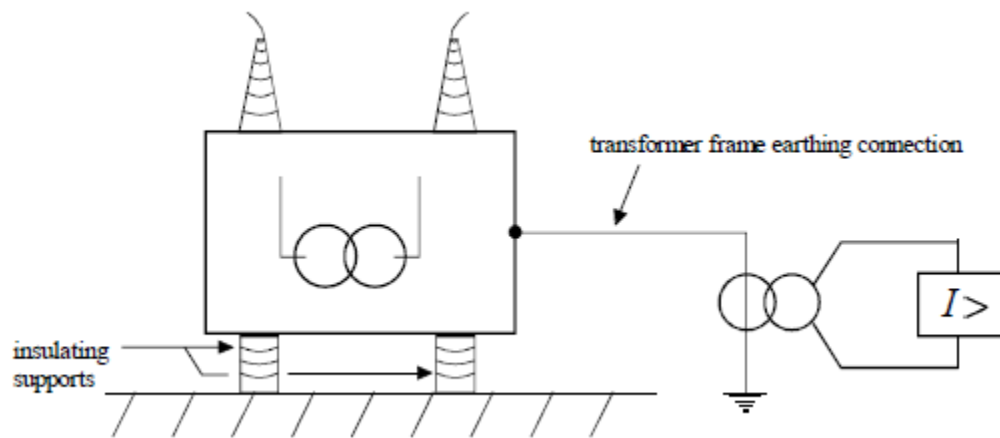 transformer frame earthing connection
I >
insulating
supports